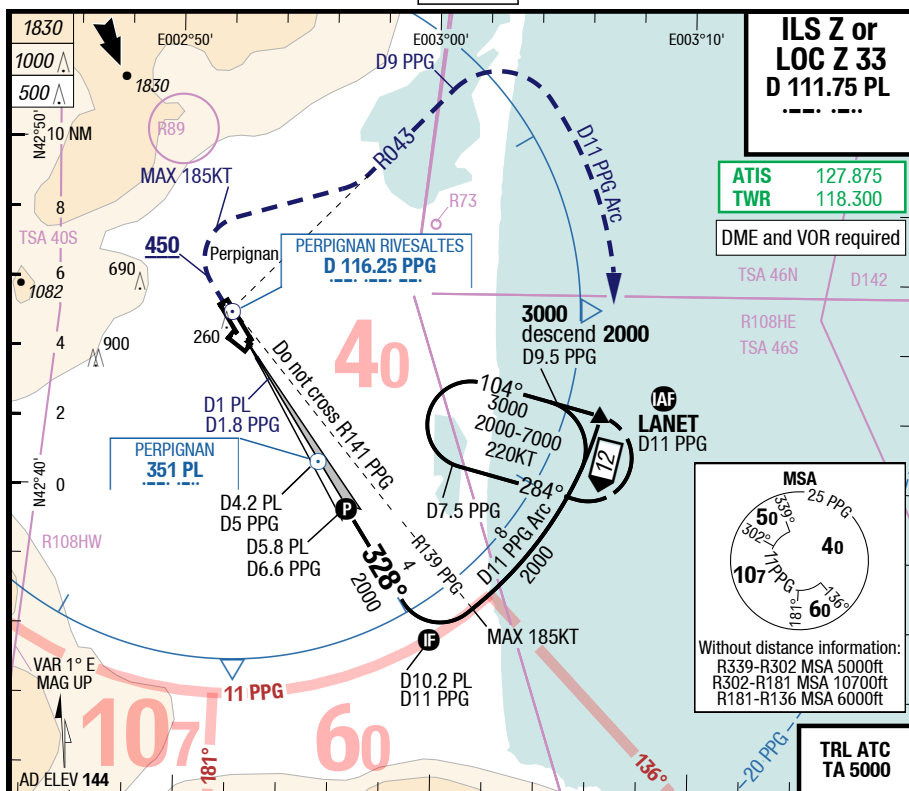 1830
1000
500
E002°50'
E003°00'
E003°10'
ILS Z or
LOC Z 33
D 111.75 PL
D9 PPG
1830
N42°50'
10 NM
R89
R043
MAX 185KT
D11 PPG Arc
ATIS 127.875
TWR 118.300
DME and VOR required
8
R73
TSA 40S
450
Perpignan
PERPIGNAN RIVESALTES
D 116.25 PPG
6
690
1082
TSA 46N
D142
3000
descend 2000
D9.5 PPG
R108HE
TSA 46S
260
4
900
40
Do not cross R141 PPG
104°
3000
2000-7000
220KT
284°
IAF
LANET
D11 PPG
12
D1 PL
D1.8 PPG
2
PERPIGNAN
351 PL
N42°40'
0
D4.2 PL
D5 PPG
D7.5 PPG
P
D5.8 PL
D6.6 PPG
R108HW
328°
4
2000
R139 PPG
8
D11 PPG Arc
2000
MAX 185KT
IF
D10.2 PL
D11 PPG
MSA
25 PPG
339°
50
302°
40
11PPG
107
136°
181°
60
Without distance information:
R339-R302 MSA 5000ft
R302-R181 MSA 10700ft
R181-R136 MSA 6000ft
VAR 1° E
MAG UP
11 PPG
107
60
181°
136°
20 PPG
AD ELEV 144
TRL ATC
TA 5000